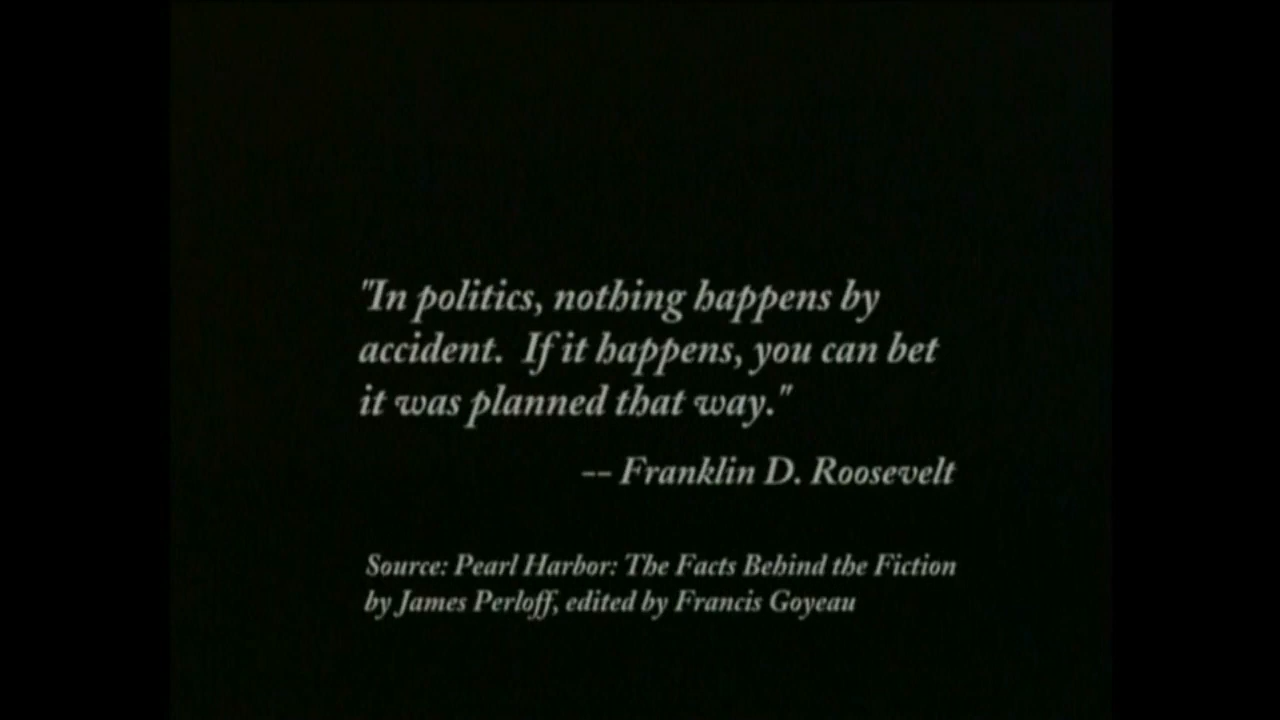 "In politics, nothing happens by
accident.  If it happens, you can bet
it was planned that way."
-- Franklin D. Roosevelt
Source: Pearl Harbor: The Facts Behind the Fiction
by James Perloff, edited by Francis Goyeau